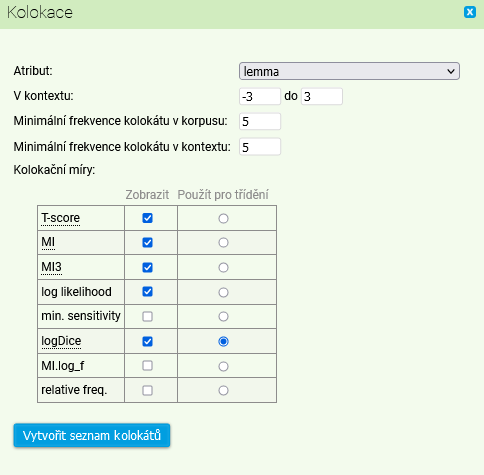 Kolokace
Atribut: lemma
V kontextu: -3 do 3
Minimální frekvence kolokátu v korpusu: 5
Minimální frekvence kolokátu v kontextu: 5
Kolokační míry:
Zobrazit Použít pro třídění
T-score
MI
MI3
log likelihood
min. sensitivity
logDice
MI.log_f
relative freq.
Vytvořit seznam kolokátů